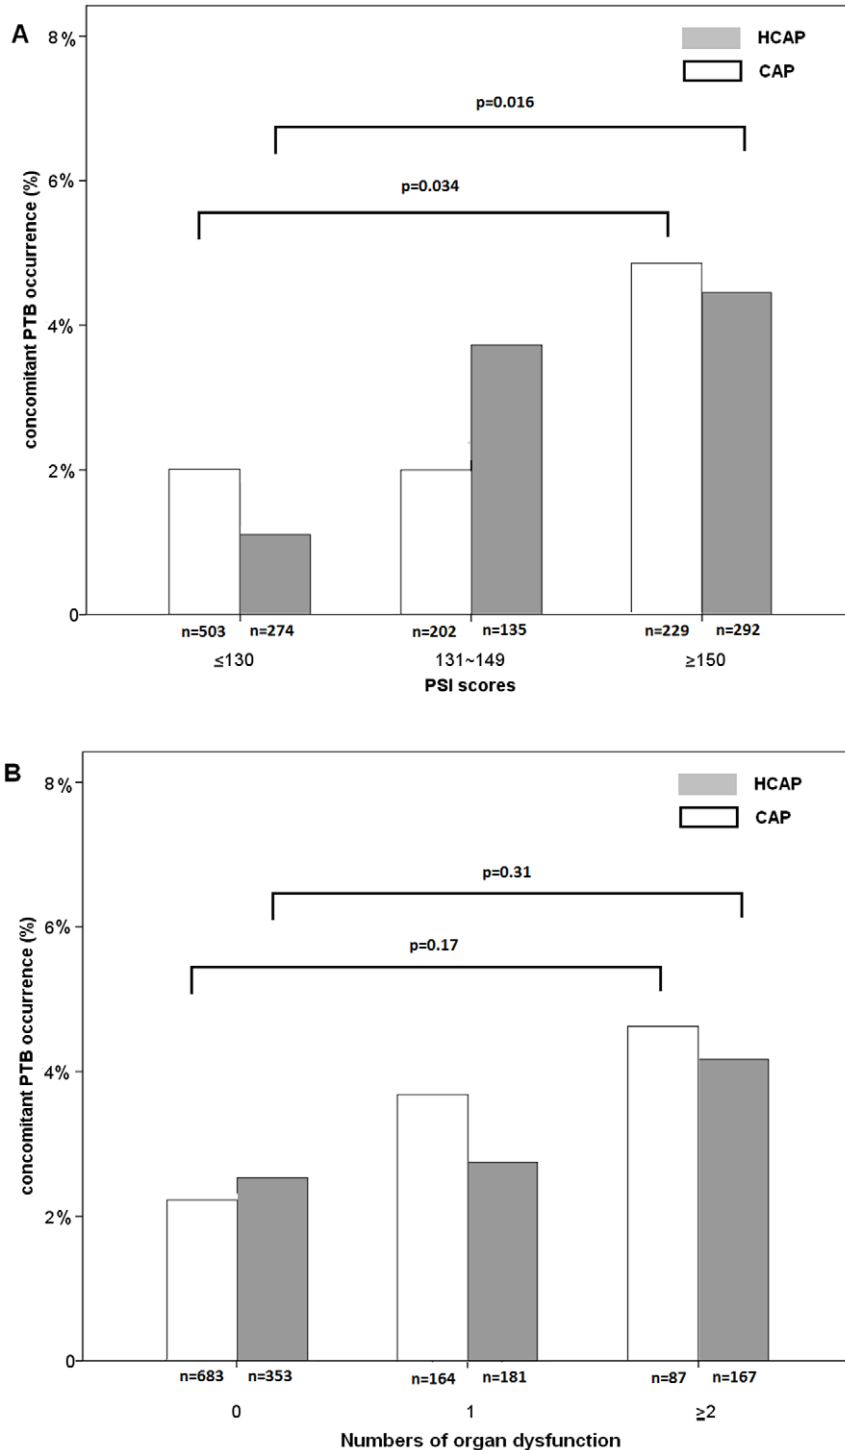 A
8%
HCAP
CAP
p=0.016
6%
p=0.034
concomitant PTB occurrence (%)
4%
2%
0
n=503 n=274 n=202 n=135 n=229 n=292
≤130 131~149 ≥150
PSI scores
B
8%
HCAP
CAP
p=0.31
6%
p=0.17
concomitant PTB occurrence (%)
4%
2%
0
n=683 n=353 n=164 n=181 n=87 n=167
0 1 ≥2
Numbers of organ dysfunction